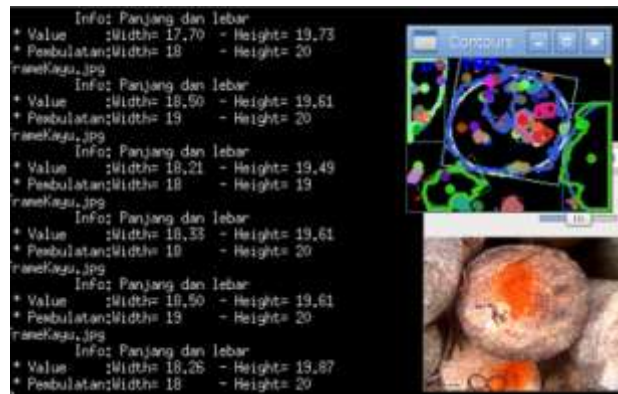 Info: Panjang dan lebar
* Value :Width= 17.70 - Height= 19.73
* Pembulatan:Width= 18 - Height= 20
rameKayu.jpg
Info: Panjang dan lebar
* Value :Width= 18.50 - Height= 19.61
* Pembulatan:Width= 19 - Height= 20
rameKayu.jpg
Info: Panjang dan lebar
* Value :Width= 18.21 - Height= 19.49
* Pembulatan:Width= 18 - Height= 19
rameKayu.jpg
Info: Panjang dan lebar
* Value :Width= 18.33 - Height= 19.61
* Pembulatan:Width= 18 - Height= 20
rameKayu.jpg
Info: Panjang dan lebar
* Value :Width= 18.50 - Height= 19.61
* Pembulatan:Width= 19 - Height= 20
rameKayu.jpg
Info: Panjang dan lebar
* Value :Width= 18.26 - Height= 19.87
* Pembulatan:Width= 18 - Height= 20
Contours